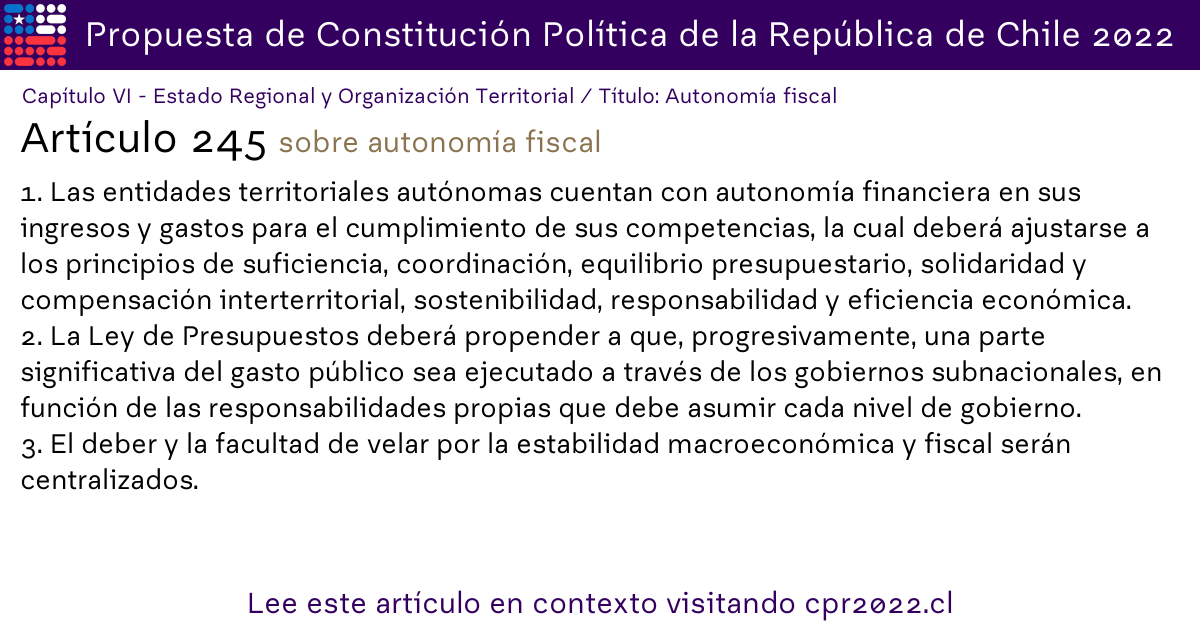 Propuesta de Constitución Política de la República de Chile 2022
Capítulo VI - Estado Regional y Organización Territorial / Título: Autonomía fiscal
Artículo 245 sobre autonomía fiscal
1. Las entidades territoriales autónomas cuentan con autonomía financiera en sus
ingresos y gastos para el cumplimiento de sus competencias, la cual deberá ajustarse a
los principios de suficiencia, coordinación, equilibrio presupuestario, solidaridad y
compensación interterritorial, sostenibilidad, responsabilidad y eficiencia económica.
2. La Ley de Presupuestos deberá propender a que, progresivamente, una parte
significativa del gasto público sea ejecutado a través de los gobiernos subnacionales, en
función de las responsabilidades propias que debe asumir cada nivel de gobierno.
3. El deber y la facultad de velar por la estabilidad macroeconómica y fiscal serán
centralizados.
Lee este artículo en contexto visitando cpr2022.cl